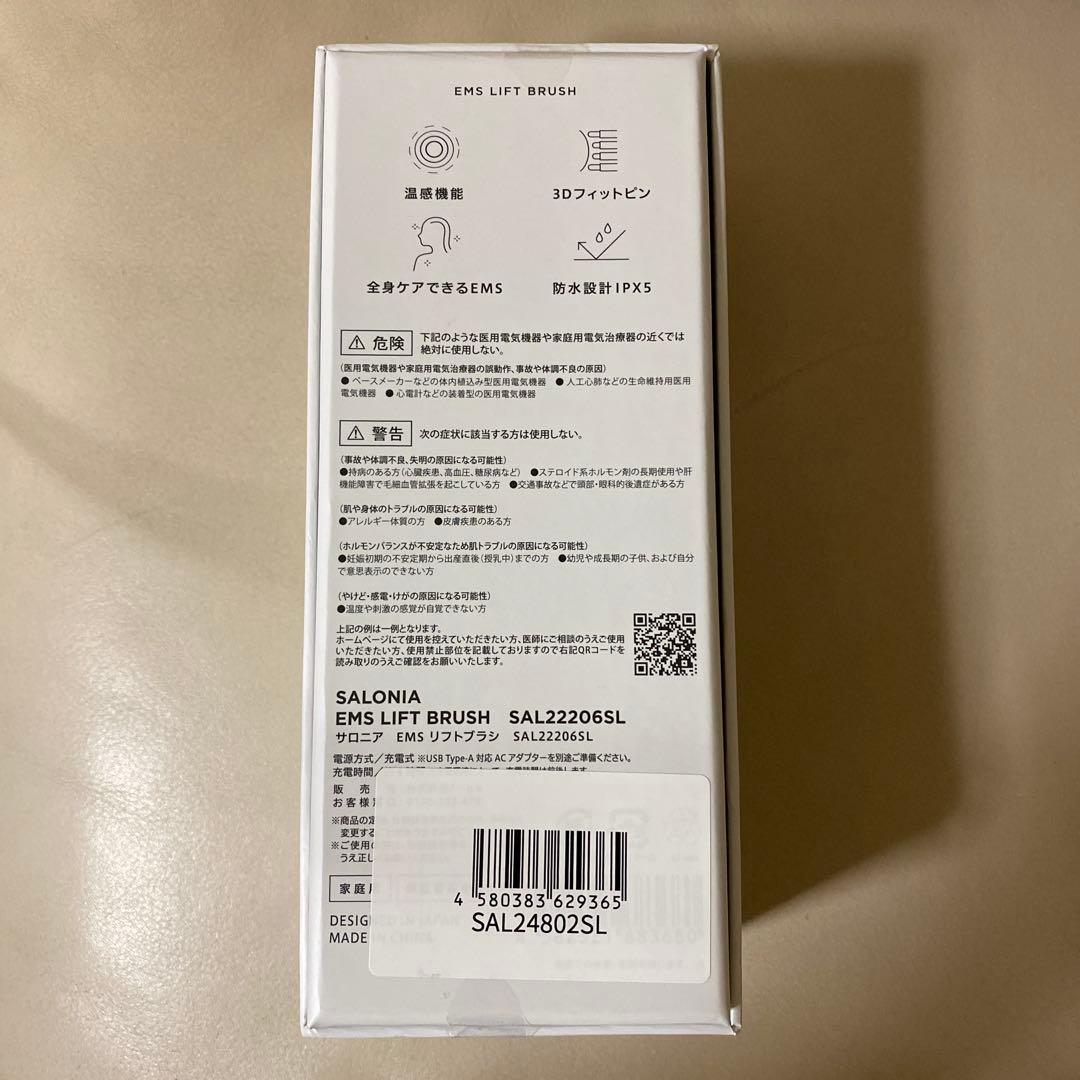 EMS LIFT BRUSH
温感機能
3Dフィットピン
全身ケアできるEMS
防水設計IPX5
⚠ 危険 下記のような医用電気機器や家庭用電気治療器の近くでは
絶対に使用しない。
(医用電気機器や家庭用電気治療器の誤動作、事故や体調不良の原因)
● ペースメーカーなどの体内植込み型医用電気機器 ● 人工心肺などの生命維持用医用
電気機器 ● 心電計などの装着型の医用電気機器
⚠ 警告 次の症状に該当する方は使用しない。
(事故や体調不良、失明の原因になる可能性)
●持病のある方(心臓疾患、高血圧、糖尿病など) ●ステロイド系ホルモン剤の長期使用や肝
機能障害で毛細血管拡張を起こしている方 ●交通事故などで頭部・眼科的後遺症がある方
(肌や身体のトラブルの原因になる可能性)
●アレルギー体質の方 ●皮膚疾患のある方
(ホルモンバランスが不安定なため肌トラブルの原因になる可能性)
●妊娠初期の不安定期から出産直後(授乳中)までの方 ●幼児や成長期の子供、および自分
で意思表示のできない方
(やけど・感電・けがの原因になる可能性)
●温度や刺激の感覚が自覚できない方
上記の例は一例となります。
ホームページにて使用を控えていただきたい方、医師にご相談のうえご使用
いただきたい方、使用禁止部位を記載しておりますので右記QRコードを
読み取りのうえご確認をお願いいたします。
SALONIA
EMS LIFT BRUSH SAL22206SL
サロニア EMS リフトブラシ SAL22206SL
電源方式/充電式 ※USB Type-A 対応 AC アダプターを別途ご準備ください。
充電時間/
販 売
お客様
※商品の定
変更する
※ご使用の
うえ正し
家庭用
DESIGNED IN JAPAN
MADE IN CHINA
4 580383 629365
SAL24802SL